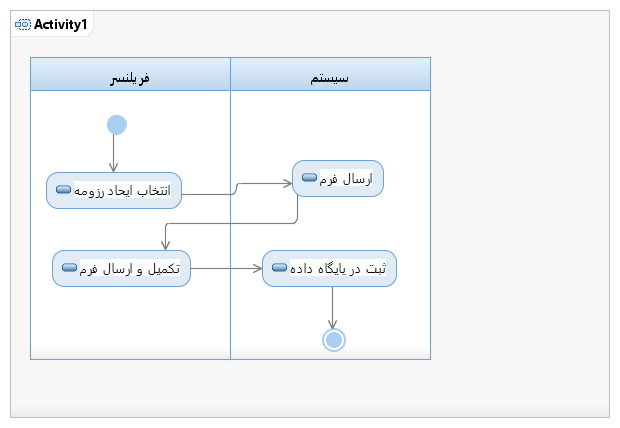 Activity1
فریلنسر
سیستم
انتخاب ایجاد رزومه
ارسال فرم
تکمیل و ارسال فرم
ثبت در پایگاه داده